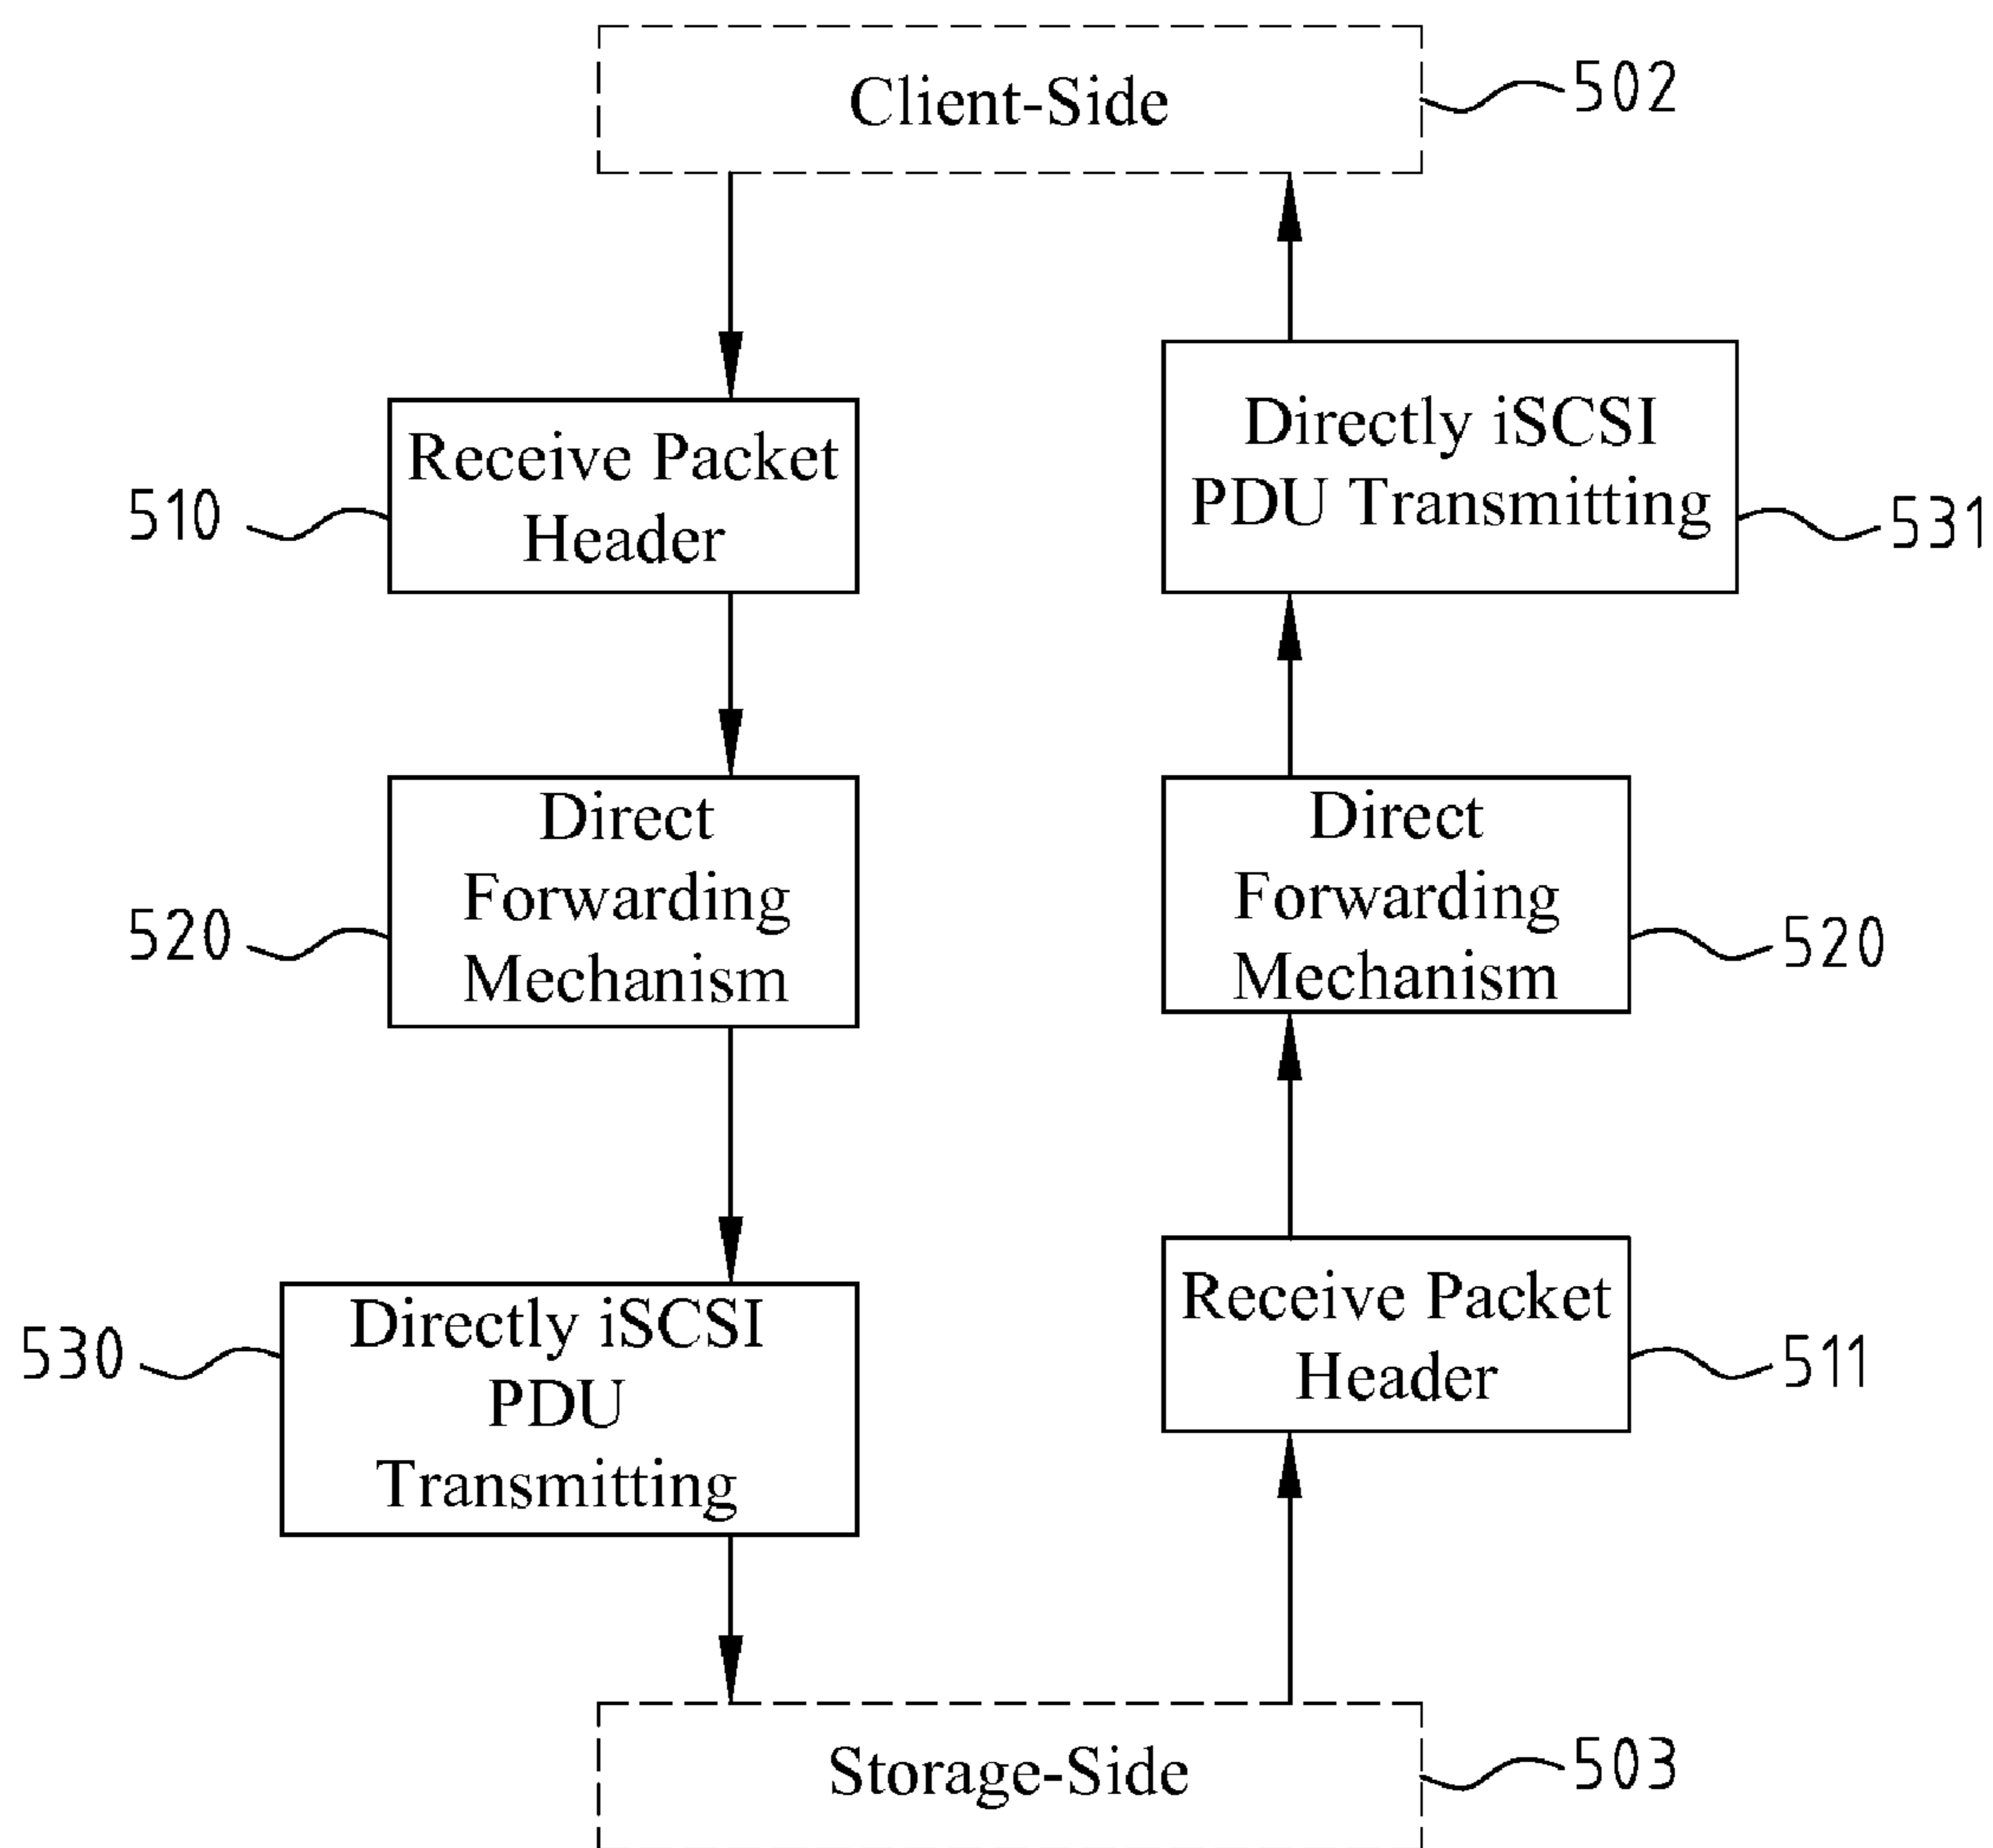 Client-Side
502
Receive Packet
Header
510
Directly iSCSI
PDU Transmitting
531
Direct
Forwarding
Mechanism
520
Direct
Forwarding
Mechanism
520
Directly iSCSI
PDU
Transmitting
530
Receive Packet
Header
511
Storage-Side
503